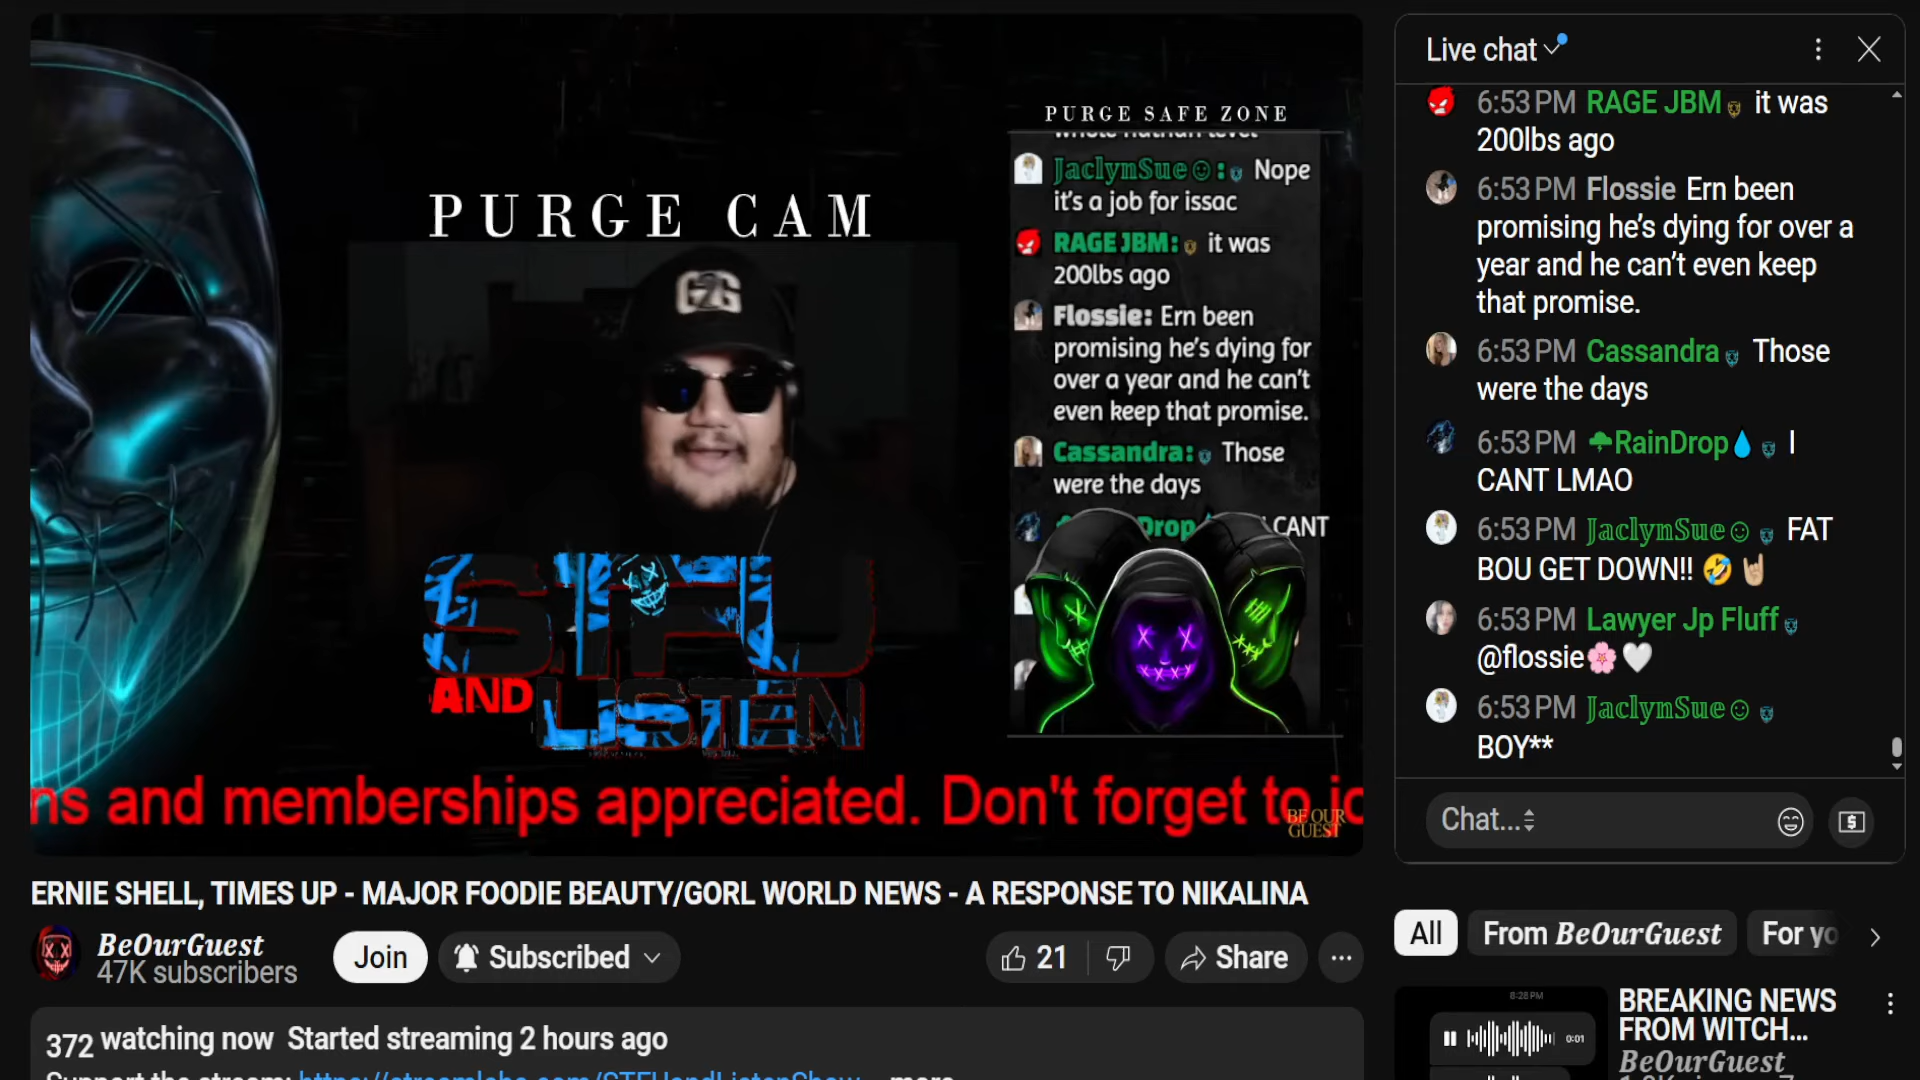 PURGE CAM
G2G
STFU
AND LISTEN
ns and memberships appreciated. Don't forget to jo
BE OUR
GUEST
PURGE SAFE ZONE
JaclynSue☺: Nope
it's a job for issac
RAGE JBM: it was
200lbs ago
Flossie: Ern been
promising he's dying for
over a year and he can't
even keep that promise.
Cassandra: Those
were the days
Drop I CANT
Live chat
6:53 PM RAGE JBM it was
200lbs ago
6:53 PM Flossie Ern been
promising he's dying for over a
year and he can't even keep
that promise.
6:53 PM Cassandra Those
were the days
6:53 PM 🌩RainDrop💧 I
CANT LMAO
6:53 PM JaclynSue☺ FAT
BOU GET DOWN!! 🤣🤘🏼
6:53 PM Lawyer Jp Fluff
@flossie🌸🤍
6:53 PM JaclynSue☺
BOY**
Chat...
ERNIE SHELL, TIMES UP - MAJOR FOODIE BEAUTY/GORL WORLD NEWS - A RESPONSE TO NIKALINA
BeOurGuest
47K subscribers
Join
Subscribed
21
Share
372 watching now Started streaming 2 hours ago
Support the stream: https://streamlabs.com/STFUandListenShow ...more
All
From BeOurGuest
For yo
8:28 PM
0:01
BREAKING NEWS
FROM WITCH...
BeOurGuest